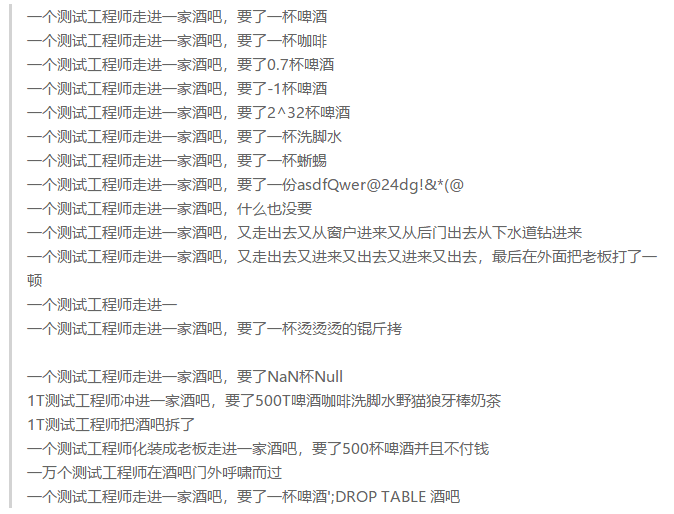 一个测试工程师走进一家酒吧，要了一杯啤酒
一个测试工程师走进一家酒吧，要了一杯咖啡
一个测试工程师走进一家酒吧，要了0.7杯啤酒
一个测试工程师走进一家酒吧，要了-1杯啤酒
一个测试工程师走进一家酒吧，要了2^32杯啤酒
一个测试工程师走进一家酒吧，要了一杯洗脚水
一个测试工程师走进一家酒吧，要了一杯蜥蜴
一个测试工程师走进一家酒吧，要了一份asdfQwer@24dg!&*(@
一个测试工程师走进一家酒吧，什么也没要
一个测试工程师走进一家酒吧，又走出去又从窗户进来又从后门出去从下水道钻进来
一个测试工程师走进一家酒吧，又走出去又进来又出去又进来又出去，最后在外面把老板打了一
顿
一个测试工程师走进一
一个测试工程师走进一家酒吧，要了一杯烫烫烫的锟斤拷
一个测试工程师走进一家酒吧，要了NaN杯Null
1T测试工程师冲进一家酒吧，要了500T啤酒咖啡洗脚水野猫狼牙棒奶茶
1T测试工程师把酒吧拆了
一个测试工程师化装成老板走进一家酒吧，要了500杯啤酒并且不付钱
一万个测试工程师在酒吧门外呼啸而过
一个测试工程师走进一家酒吧，要了一杯啤酒';DROP TABLE 酒吧